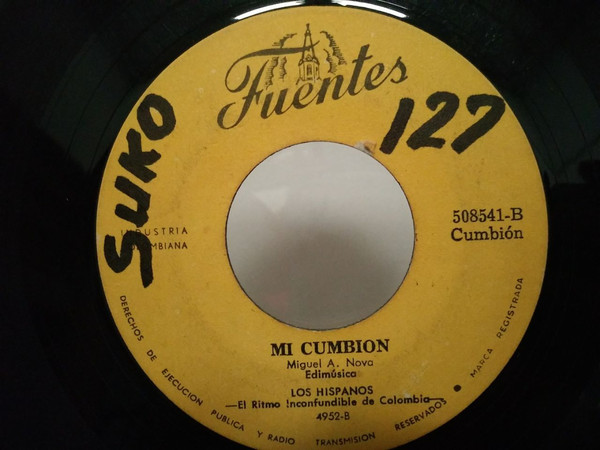 Fuentes
SUKO
127
508541-B
Cumbión
INDUSTRIA
COLOMBIANA
MI CUMBION
Miguel A. Nova
Edimúsica
LOS HISPANOS
—El Ritmo Inconfundible de Colombia—
4952-B
DERECHOS DE EJECUCION PUBLICA Y RADIO TRANSMISION RESERVADOS • MARCA REGISTRADA